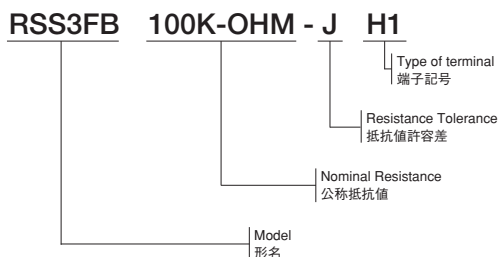 RSS3FB 100K-OHM - J H1
Type of terminal
端子記号
Resistance Tolerance
抵抗値許容差
Nominal Resistance
公称抵抗値
Model
形名